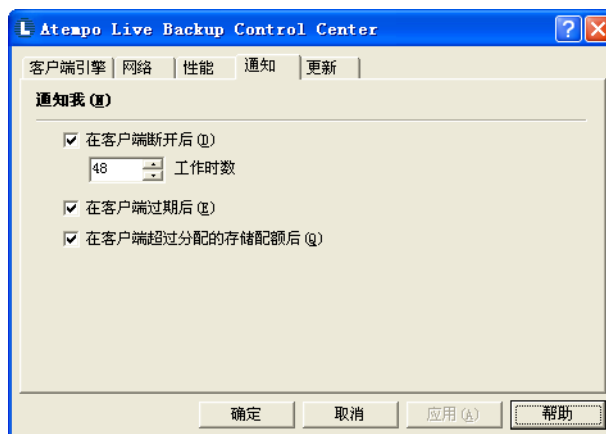 Atempo Live Backup Control Center
客户端引擎 网络 性能 通知 更新
通知我(N)
在客户端断开后(D)
48 工作时数
在客户端过期后(E)
在客户端超过分配的存储配额后(Q)
确定 取消 应用(A) 帮助